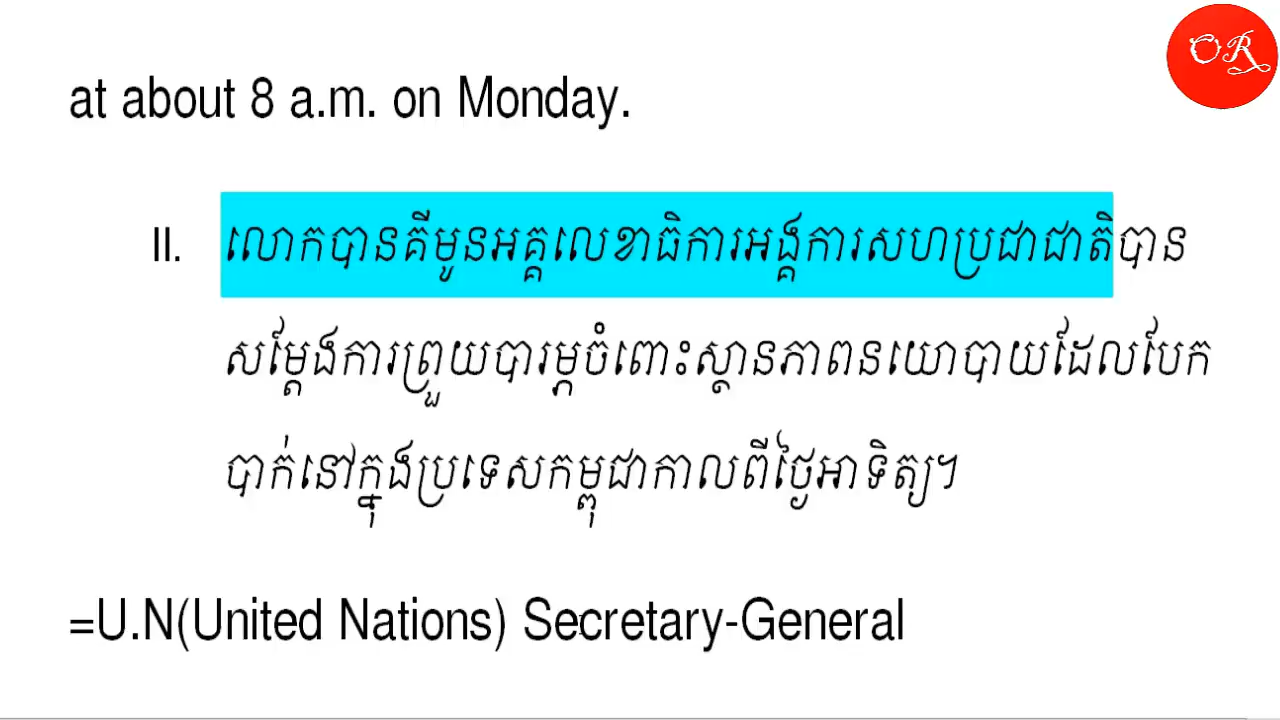 OR
at about 8 a.m. on Monday.
II. លោកបានគីមូនអគ្គលេខាធិការអង្គការសហប្រជាជាតិបាន
សម្តែងការព្រួយបារម្ភចំពោះស្ថានភាពនយោបាយដែលបែក
បាក់នៅក្នុងប្រទេសកម្ពុជាកាលពីថ្ងៃអាទិត្យ។
=U.N(United Nations) Secretary-General